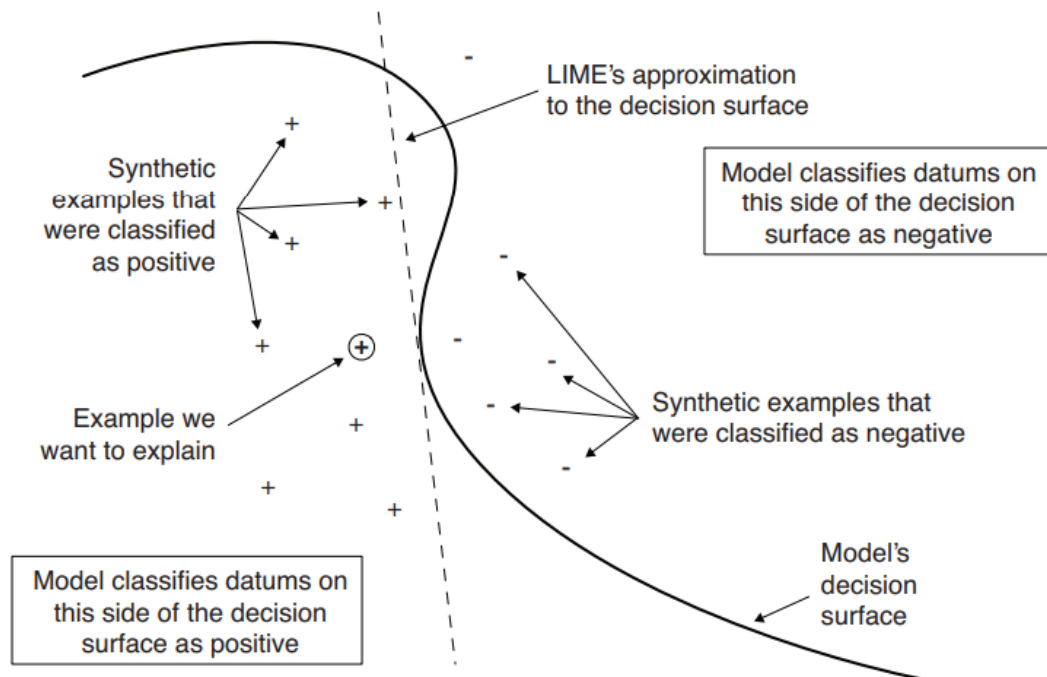 LIME’s approximation
to the decision surface
Synthetic
examples that
were classified
as positive
Model classifies datums on
this side of the decision
surface as negative
Example we
want to explain
Synthetic examples that
were classified as negative
Model classifies datums on
this side of the decision
surface as positive
Model’s
decision
surface